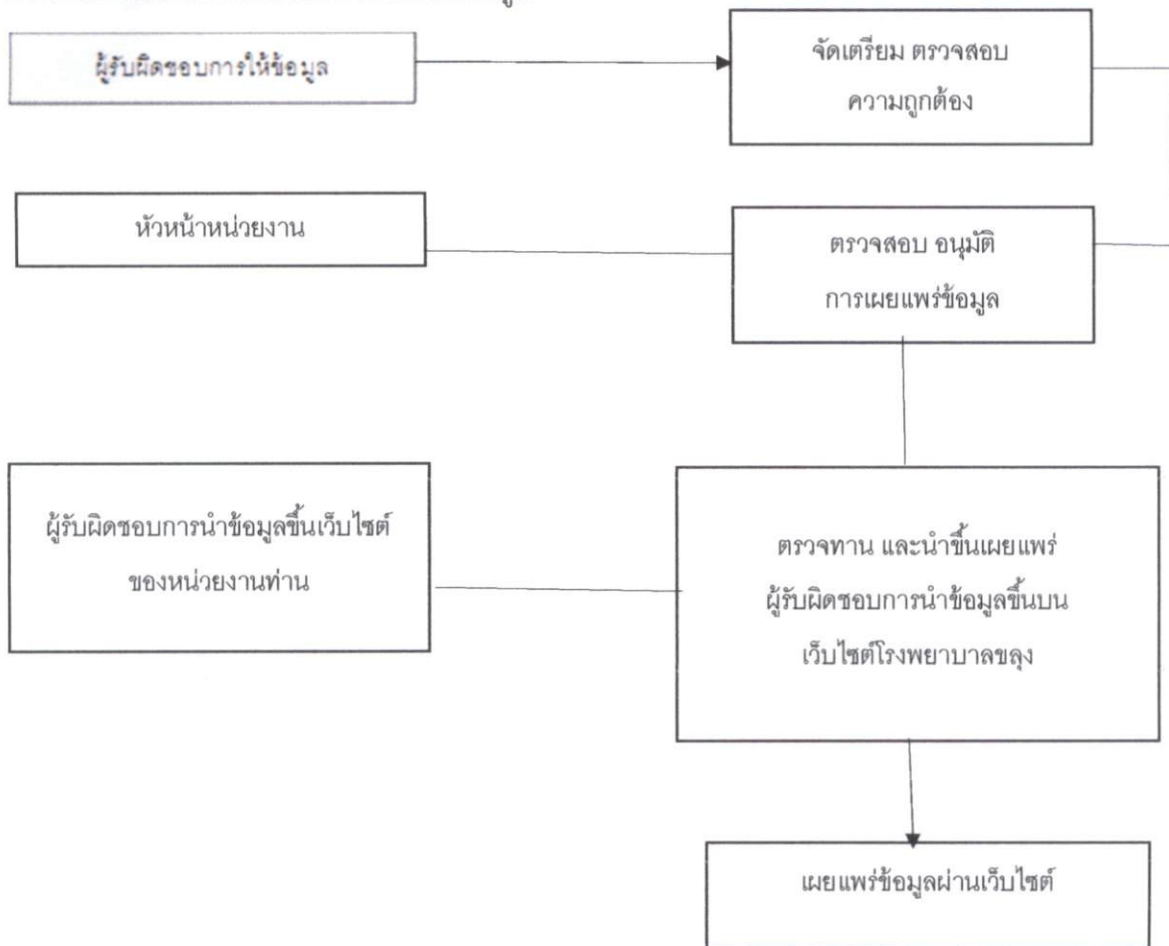 ผู้รับผิดชอบการให้ข้อมูล
จัดเตรียม ตรวจสอบ
ความถูกต้อง
หัวหน้าหน่วยงาน
ตรวจสอบ อนุมัติ
การเผยแพร่ข้อมูล
ผู้รับผิดชอบการนำข้อมูลขึ้นเว็บไซต์
ของหน่วยงานท่าน
ตรวจทาน และนำขึ้นเผยแพร่
ผู้รับผิดชอบการนำข้อมูลขึ้นบน
เว็บไซต์โรงพยาบาลขลุง
เผยแพร่ข้อมูลผ่านเว็บไซต์